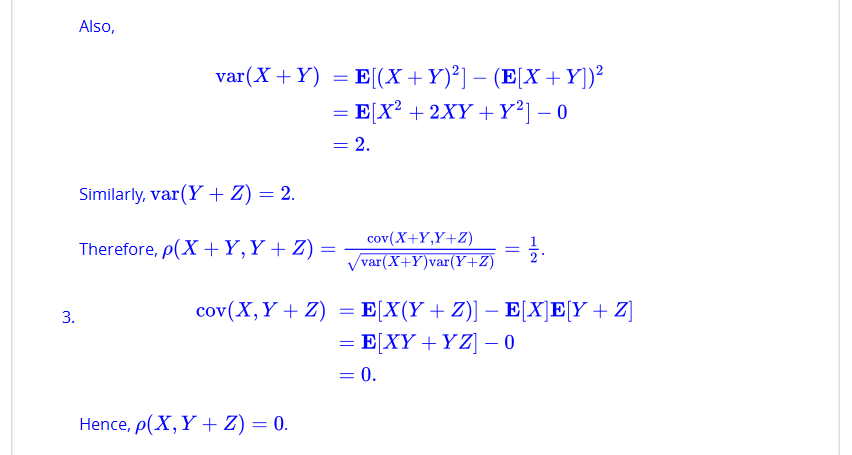 Also,
var(X + Y) = E[(X + Y)²] − (E[X + Y])²
= E[X² + 2XY + Y²] − 0
= 2.
Similarly, var(Y + Z) = 2.
Therefore, ρ(X + Y, Y + Z) = cov(X+Y,Y+Z) / √var(X+Y)var(Y+Z) = 1/2.
3. cov(X, Y + Z) = E[X(Y + Z)] − E[X]E[Y + Z]
= E[XY + YZ] − 0
= 0.
Hence, ρ(X, Y + Z) = 0.